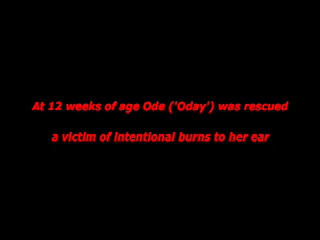 At 12 weeks of age Ode ('Oday') was rescued
a victim of intentional burns to her ear